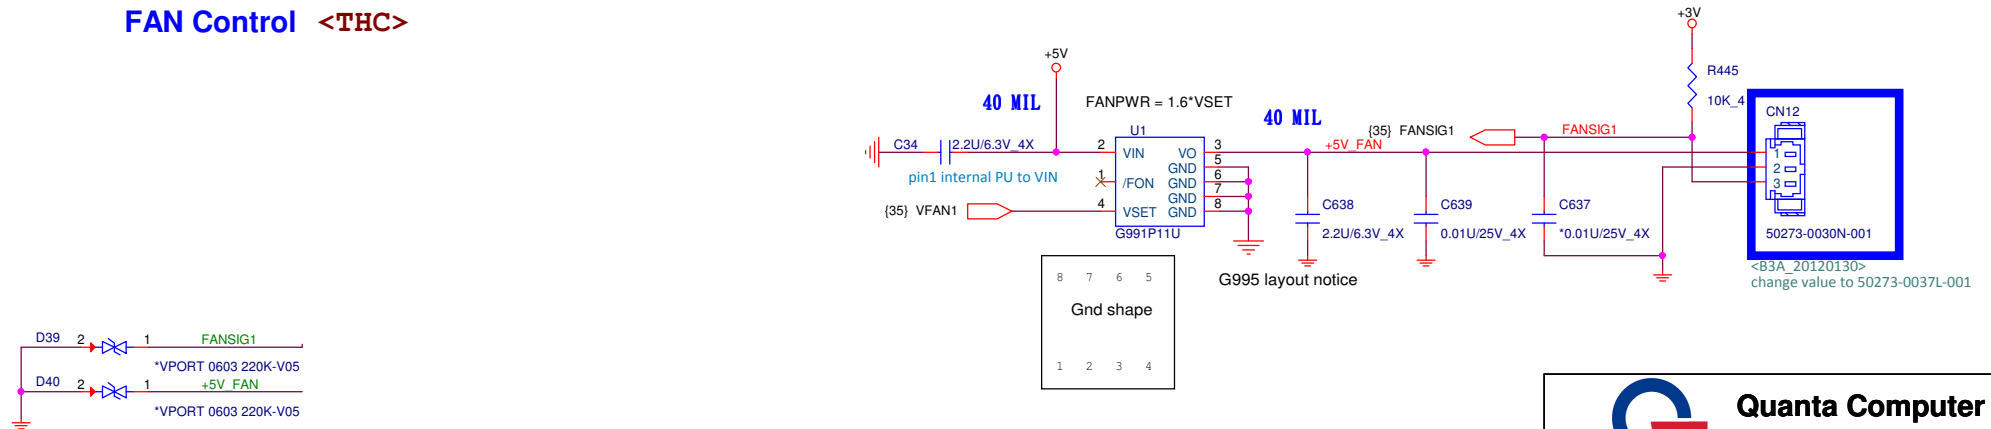 FAN Control <THC>
+3V
+5V
R445
10K_4
40 MIL
FANPWR = 1.6*VSET
40 MIL
CN12
U1
{35} FANSIG1
FANSIG1
C34
2.2U/6.3V_4X
2
VIN
VO
3
+5V_FAN
1
5
GND
pin1 internal PU to VIN
1
/FON
GND
6
2
GND
7
3
{35} VFAN1
4
VSET
GND
8
C638
C639
C637
G991P11U
2.2U/6.3V_4X
0.01U/25V_4X
*0.01U/25V_4X
50273-0030N-001
<B3A_20120130>
change value to 50273-0037L-001
G995 layout notice
8 7 6 5
Gnd shape
1 2 3 4
D39
2
1
FANSIG1
*VPORT 0603 220K-V05
D40
2
1
+5V_FAN
*VPORT 0603 220K-V05
Quanta Computer